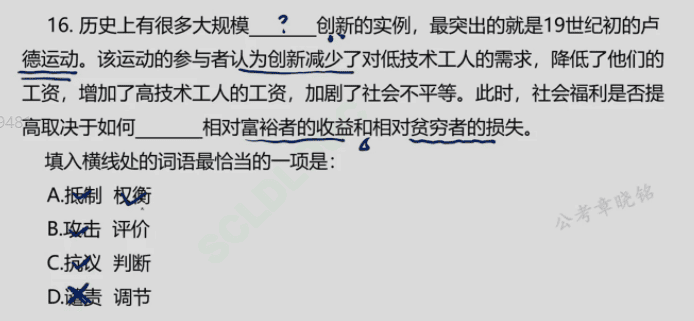 16. 历史上有很多大规模______?______创新的实例，最突出的就是19世纪初的卢
德运动。该运动的参与者认为创新减少了对低技术工人的需求，降低了他们的
工资，增加了高技术工人的工资，加剧了社会不平等。此时，社会福利是否提
高取决于如何______相对富裕者的收益和相对贫穷者的损失。
填入横线处的词语最恰当的一项是：
A.抵制 权衡
B.攻击 评价
C.抗议 判断
D.谴责 调节
公考章晓铭